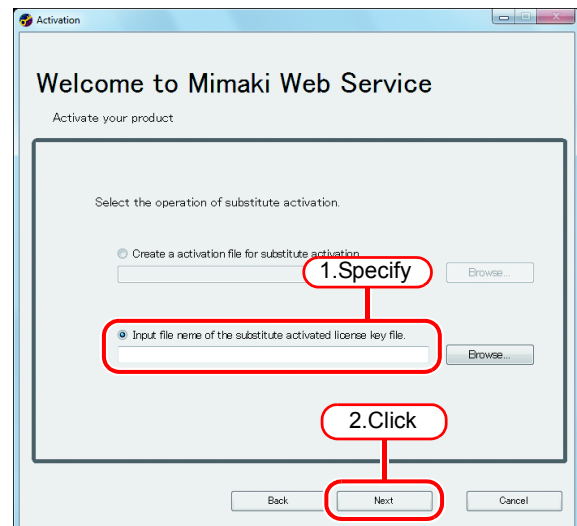 Activation
Welcome to Mimaki Web Service
Activate your product
Select the operation of substitute activation.
Create a activation file for substitute activation
1.Specify
Browse...
Input file neme of the substitute activated license key file.
Browse...
2.Click
Back
Next
Cancel